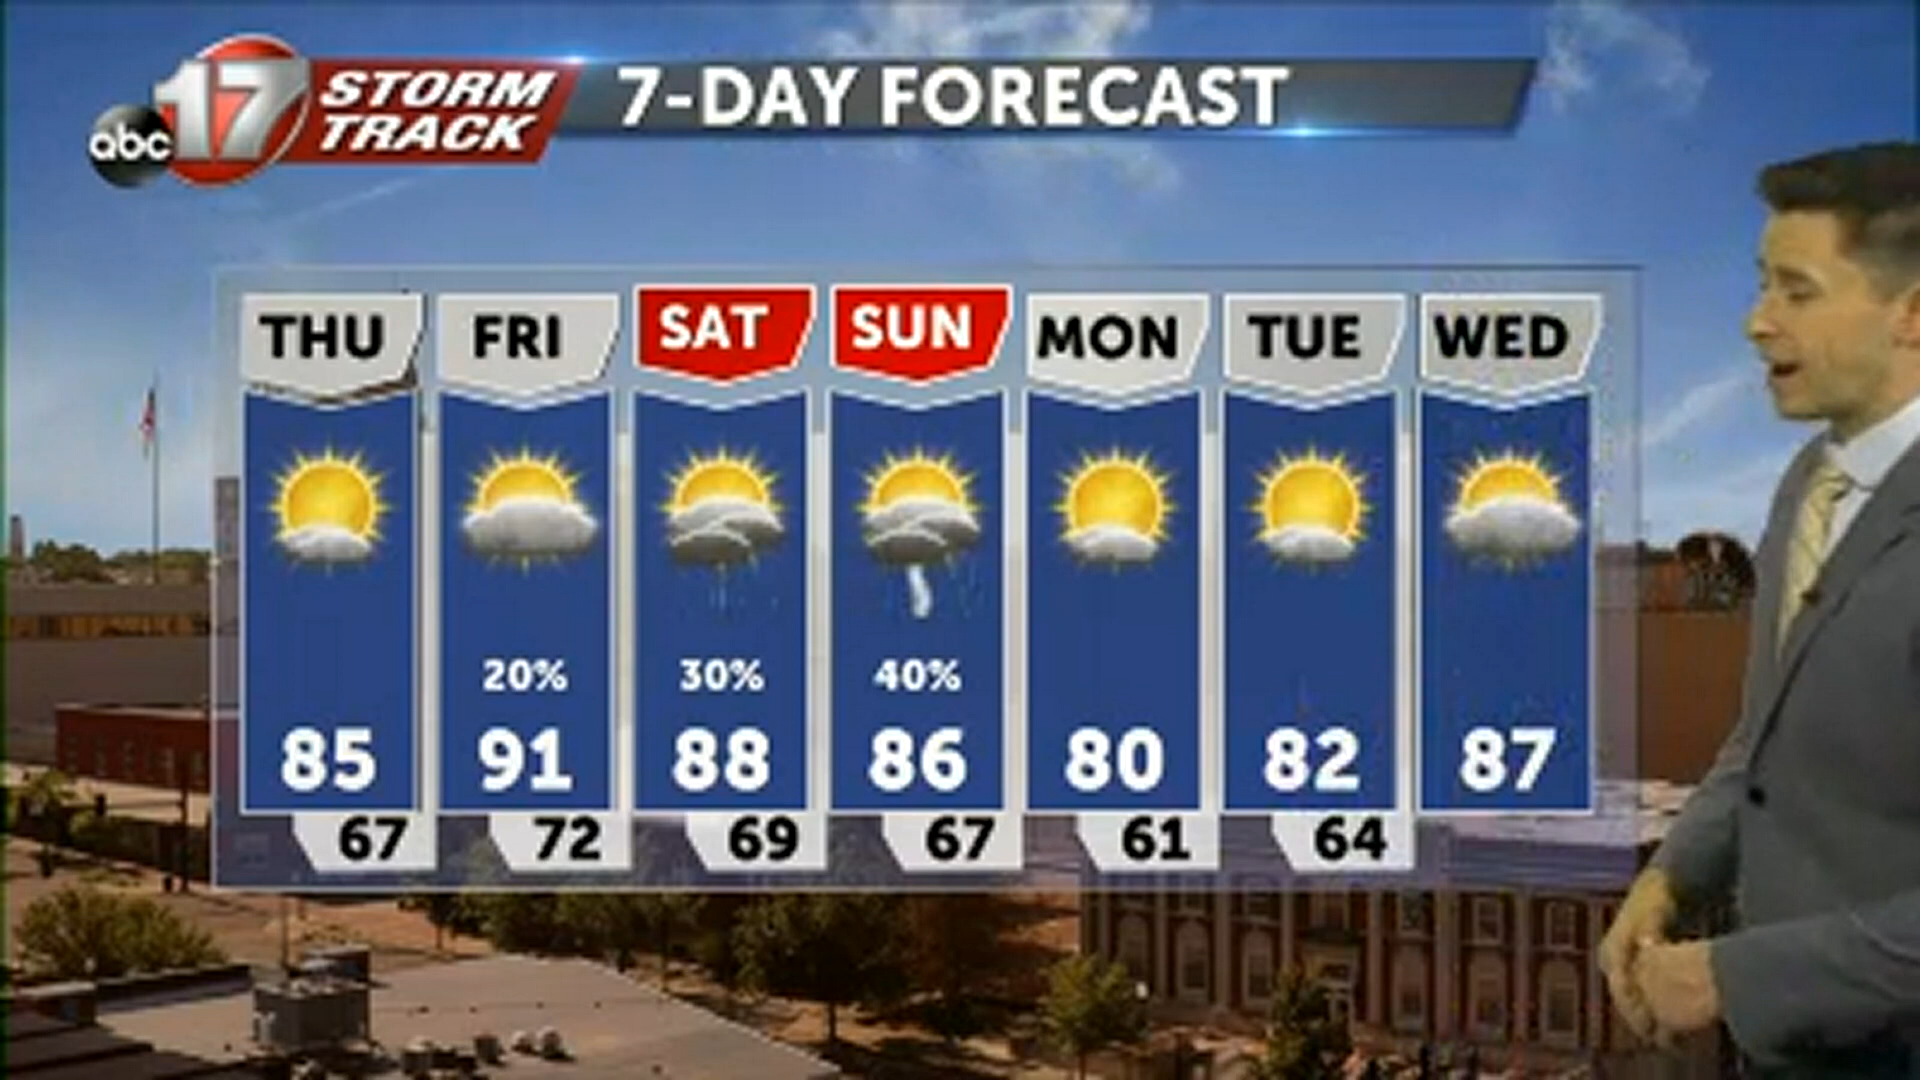 abc 17 STORM TRACK
7-DAY FORECAST
THU FRI SAT SUN MON TUE WED
20% 30% 40%
85 91 88 86 80 82 87
67 72 69 67 61 64